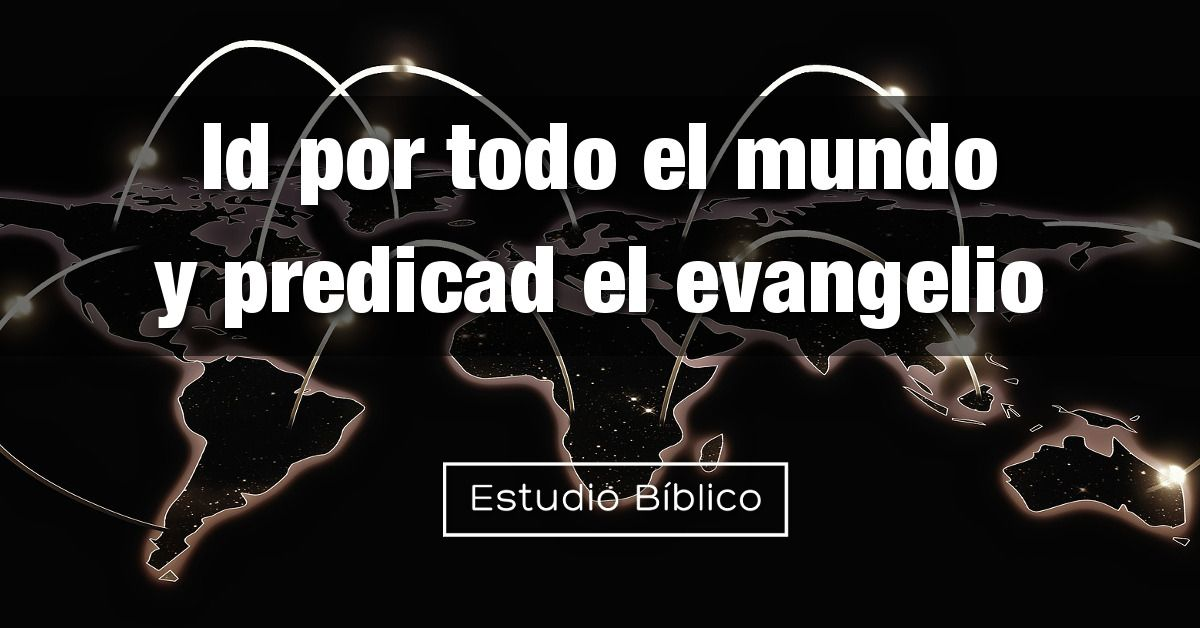 Id por todo el mundo
y predicad el evangelio
Estudio Bíblico